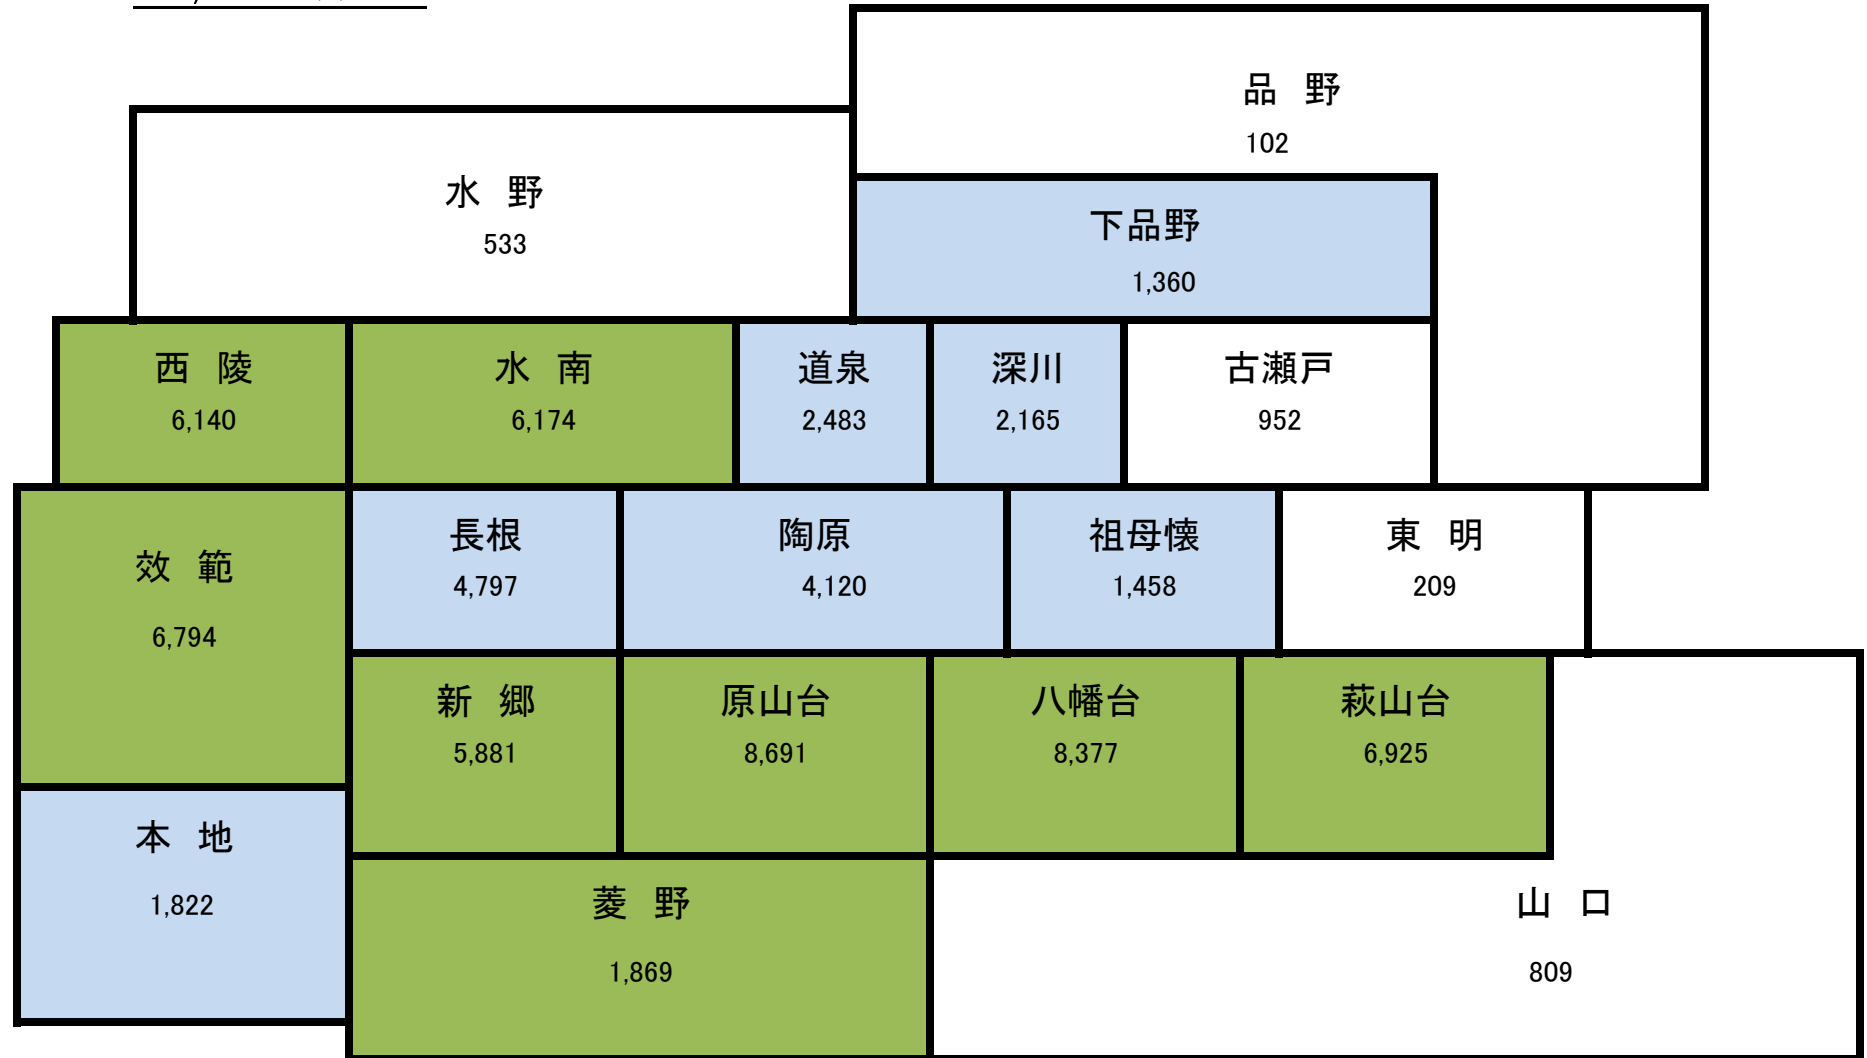 品 野
102
水 野
533
下品野
1,360
西 陵
6,140
水 南
6,174
道泉
2,483
深川
2,165
古瀬戸
952
効 範
6,794
長根
4,797
陶原
4,120
祖母懐
1,458
東 明
209
新 郷
5,881
原山台
8,691
八幡台
8,377
萩山台
6,925
本 地
1,822
菱 野
1,869
山 口
809